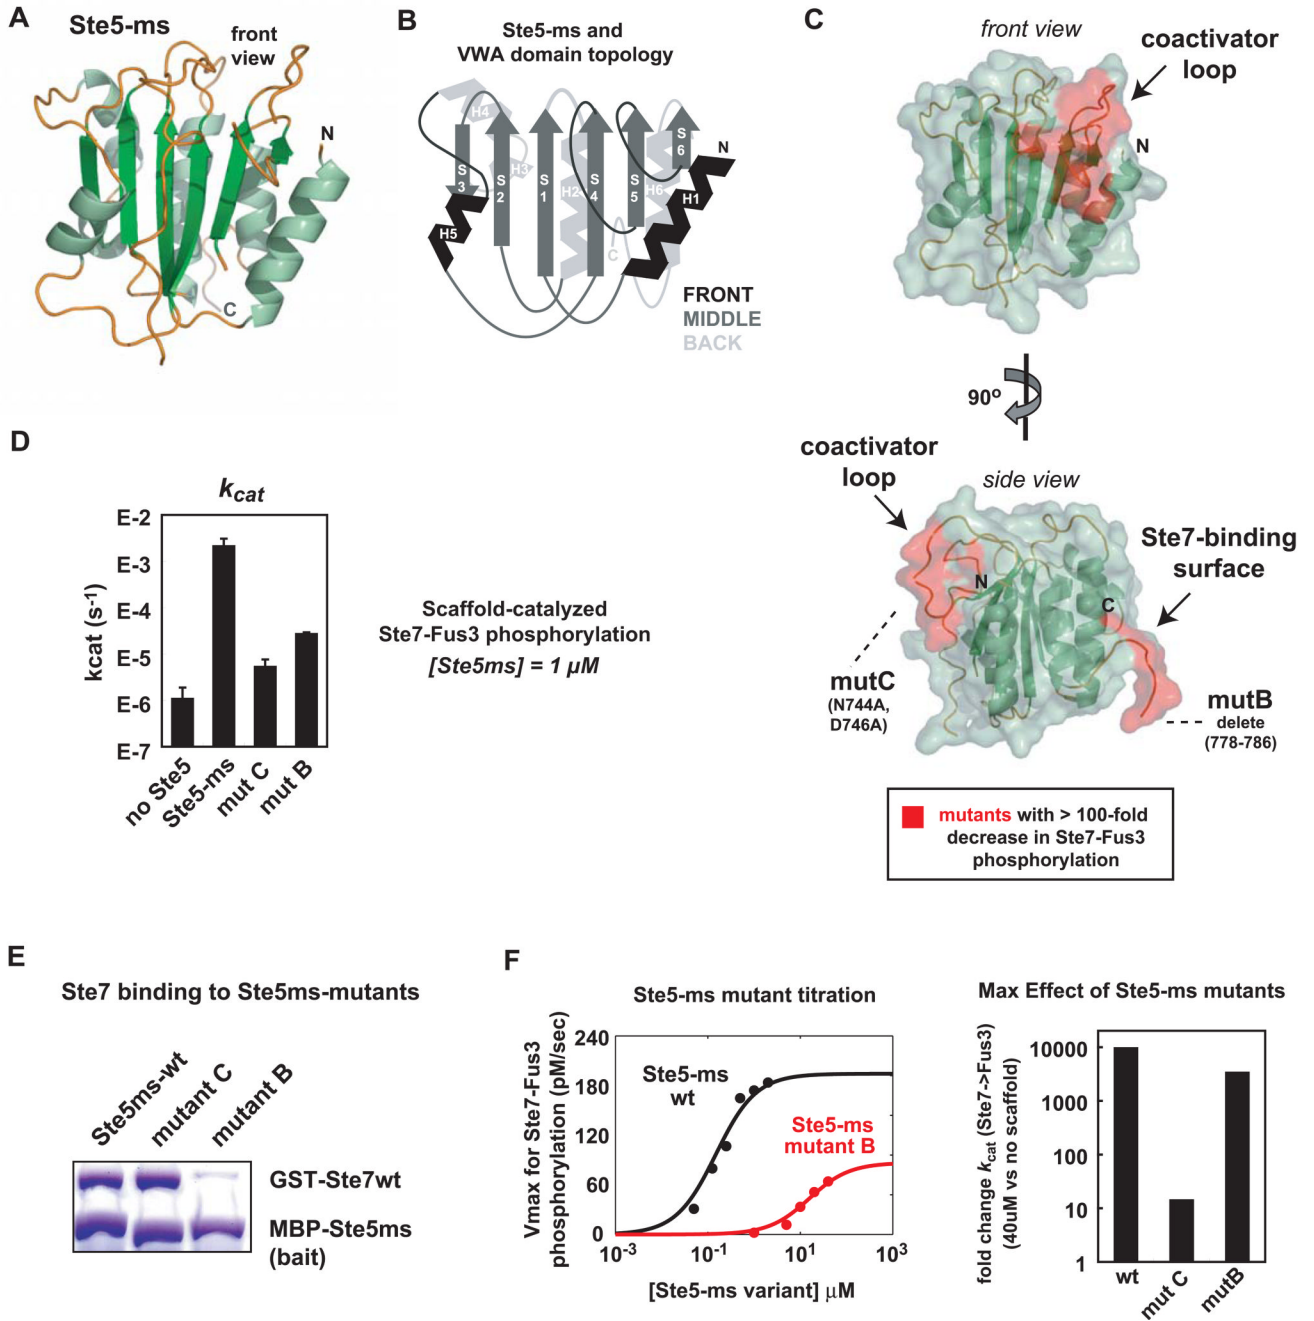 A
Ste5-ms
front
view
N
C
B
Ste5-ms and
VWA domain topology
H4
H3
S
3
S
2
S
1
H2
S
4
S
5
H6
S
6
N
H1
H5
C
FRONT
MIDDLE
BACK
C
front view
coactivator
loop
N
90º
coactivator
loop
side view
Ste7-binding
surface
N
C
mutC
(N744A,
D746A)
mutB
delete
(778-786)
mutants with > 100-fold
decrease in Ste7-Fus3
phosphorylation
D
kcat
E-2
E-3
E-4
E-5
E-6
E-7
kcat (s-1)
no Ste5
Ste5-ms
mut C
mut B
Scaffold-catalyzed
Ste7-Fus3 phosphorylation
[Ste5ms] = 1 µM
E
Ste7 binding to Ste5ms-mutants
Ste5ms-wt
mutant C
mutant B
GST-Ste7wt
MBP-Ste5ms
(bait)
F
Ste5-ms mutant titration
Vmax for Ste7-Fus3
phosphorylation (pM/sec)
240
180
120
60
0
10-3
10-1
101
103
Ste5-ms
wt
Ste5-ms
mutant B
[Ste5-ms variant] µM
Max Effect of Ste5-ms mutants
fold change kcat (Ste7->Fus3)
(40uM vs no scaffold)
10000
1000
100
10
1
wt
mut C
mutB